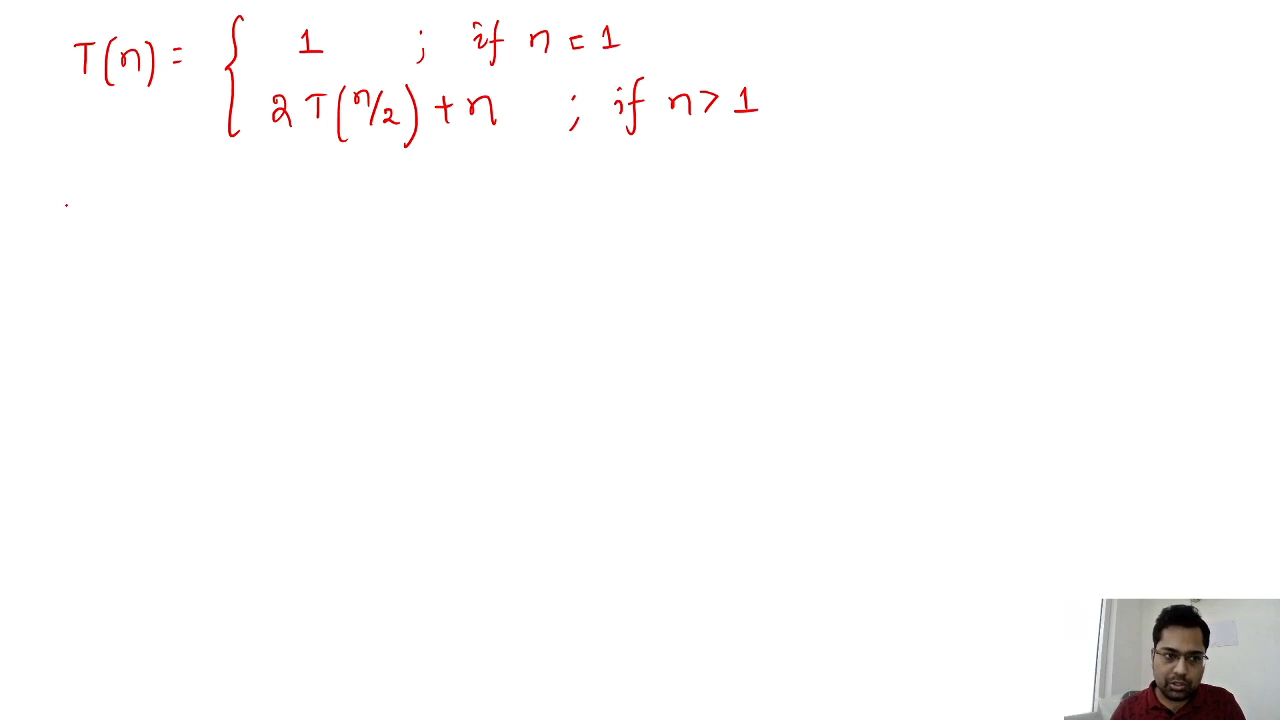 T(n) = { 1 ; if n = 1
2T(n/2) + n ; if n > 1